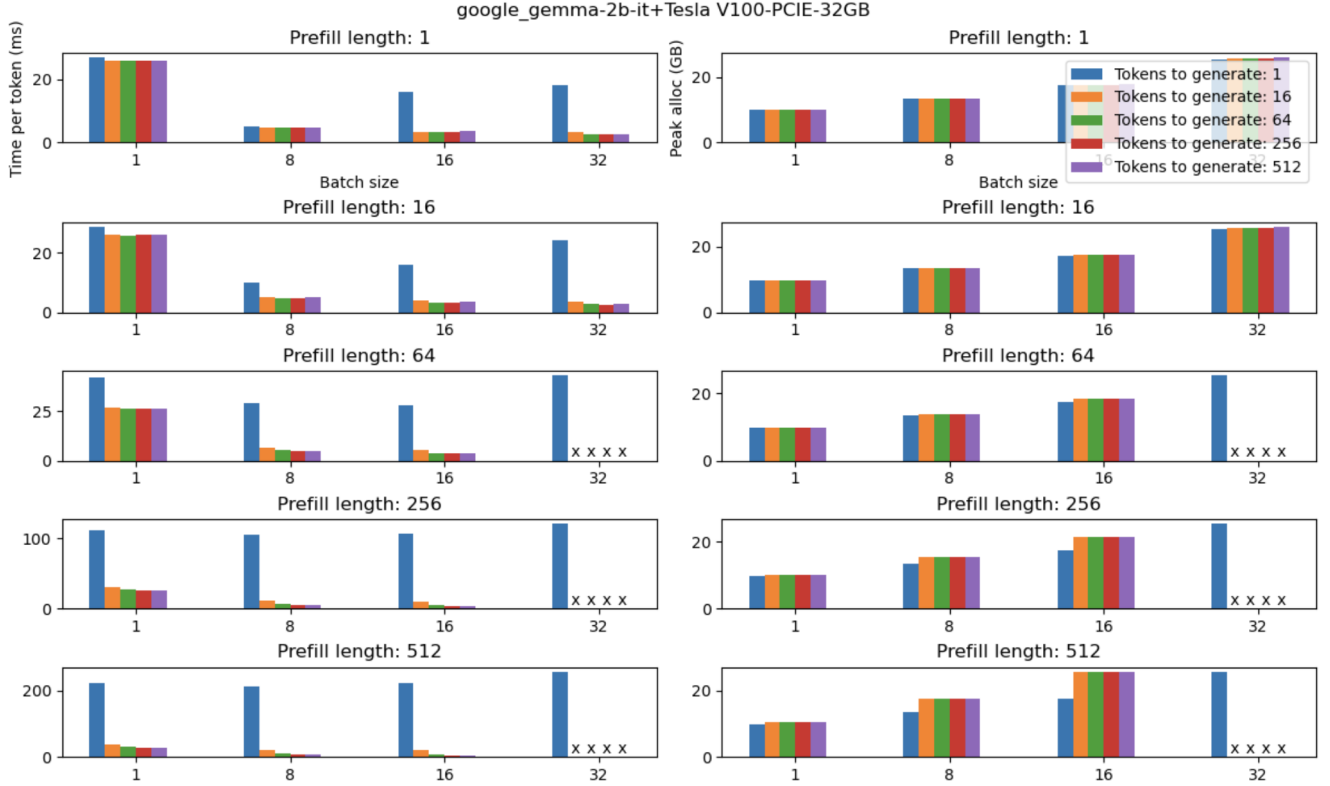 google_gemma-2b-it+Tesla V100-PCIE-32GB
Prefill length: 1
Time per token (ms)
20
0
1 8 16 32
Batch size
Prefill length: 1
Peak alloc (GB)
20
0
1 8 16 32
Batch size
Tokens to generate: 1
Tokens to generate: 16
Tokens to generate: 64
Tokens to generate: 256
Tokens to generate: 512
Prefill length: 16
20
0
1 8 16 32
Prefill length: 16
20
0
1 8 16 32
Prefill length: 64
25
0
x x x x
1 8 16 32
Prefill length: 64
20
0
x x x x
1 8 16 32
Prefill length: 256
100
0
x x x x
1 8 16 32
Prefill length: 256
20
0
x x x x
1 8 16 32
Prefill length: 512
200
0
x x x x
1 8 16 32
Prefill length: 512
20
0
x x x x
1 8 16 32